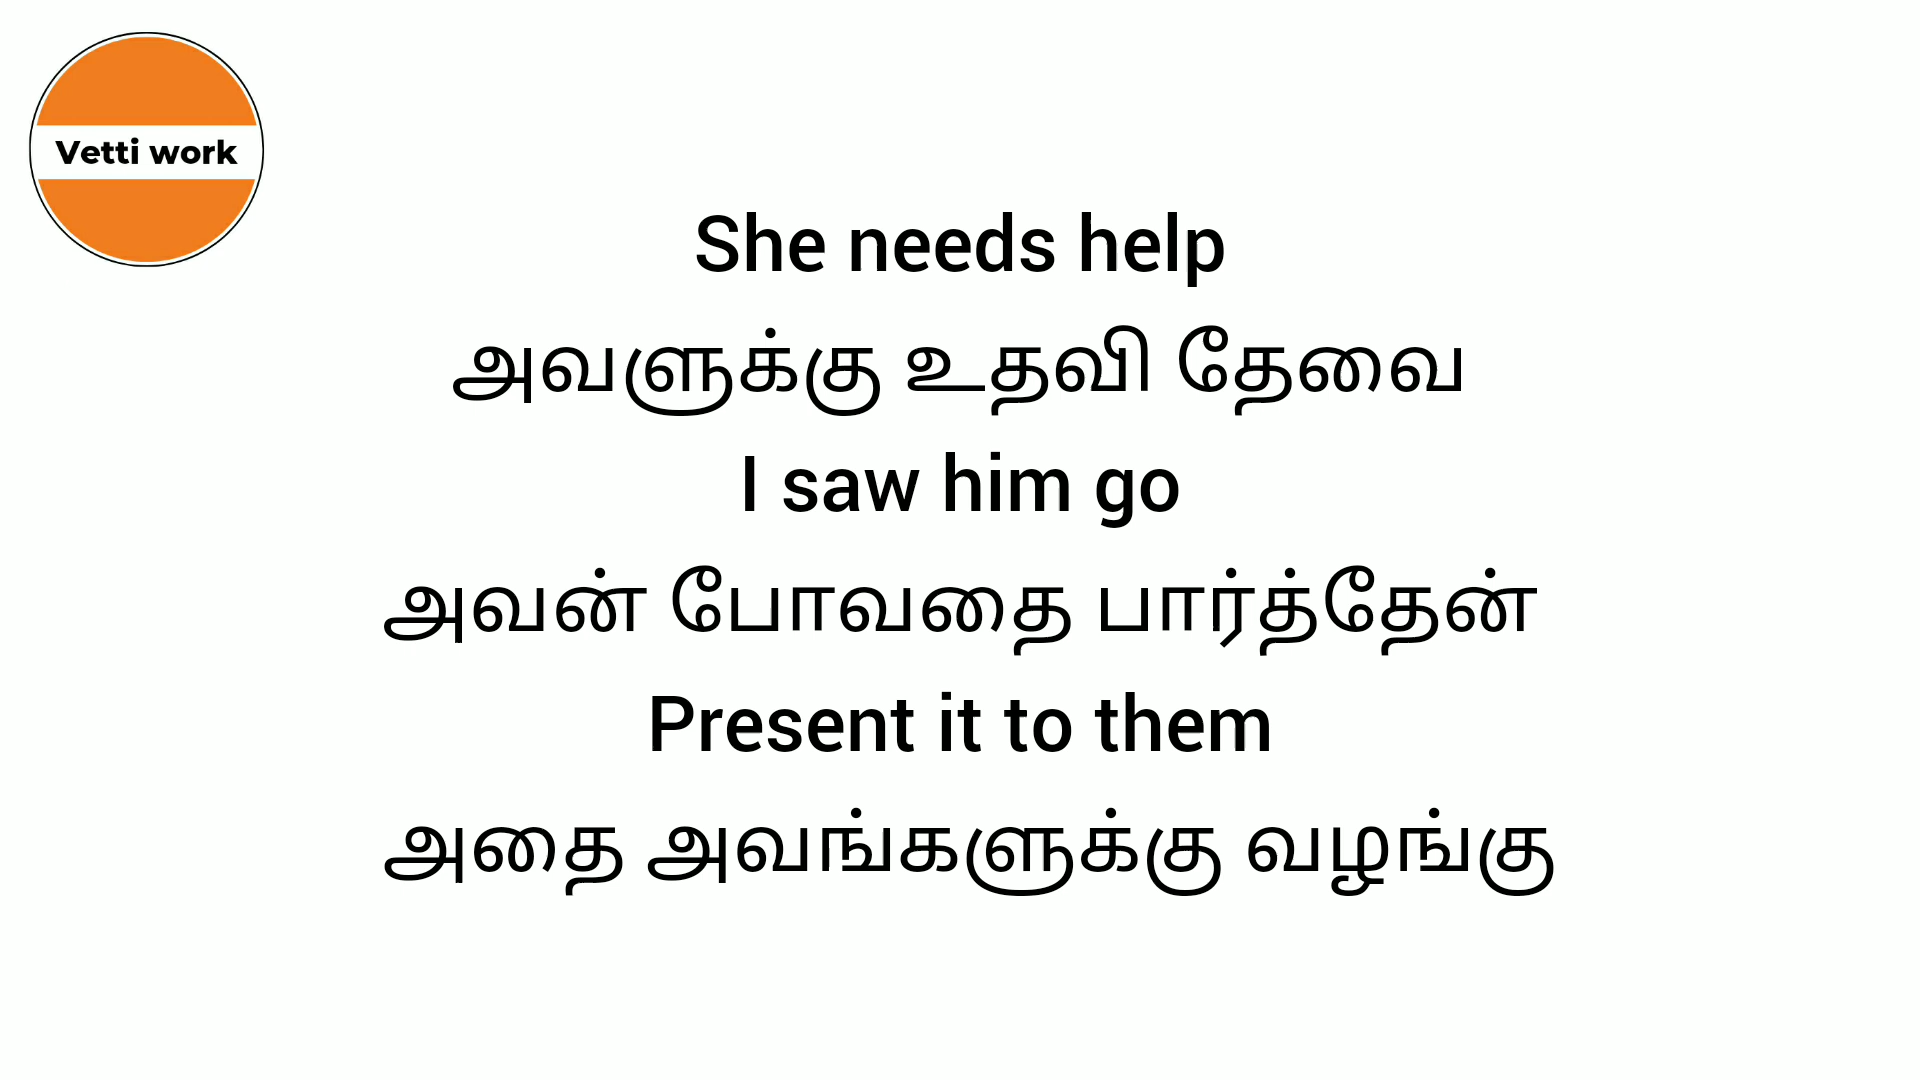 Vetti work
She needs help
அவளுக்கு உதவி தேவை
I saw him go
அவன் போவதை பார்த்தேன்
Present it to them
அதை அவங்களுக்கு வழங்கு